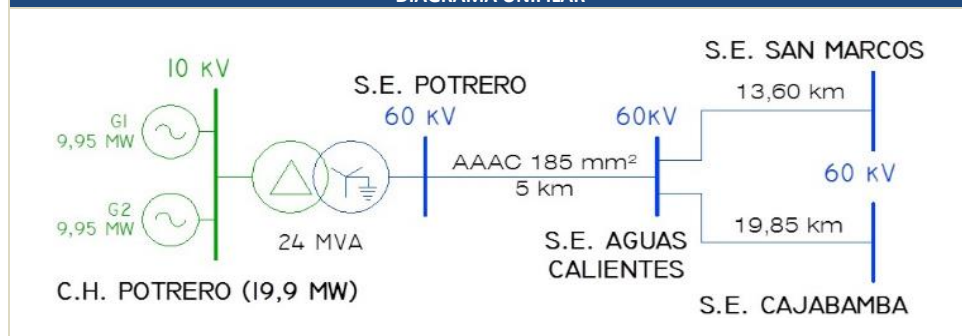 DIAGRAMA UNIFILAR
10 KV
G1
9,95 MW
G2
9,95 MW
24 MVA
C.H. POTRERO (19,9 MW)
S.E. POTRERO
60 KV
AAAC 185 mm²
5 km
60KV
S.E. AGUAS
CALIENTES
S.E. SAN MARCOS
13,60 km
60 KV
19,85 km
S.E. CAJABAMBA